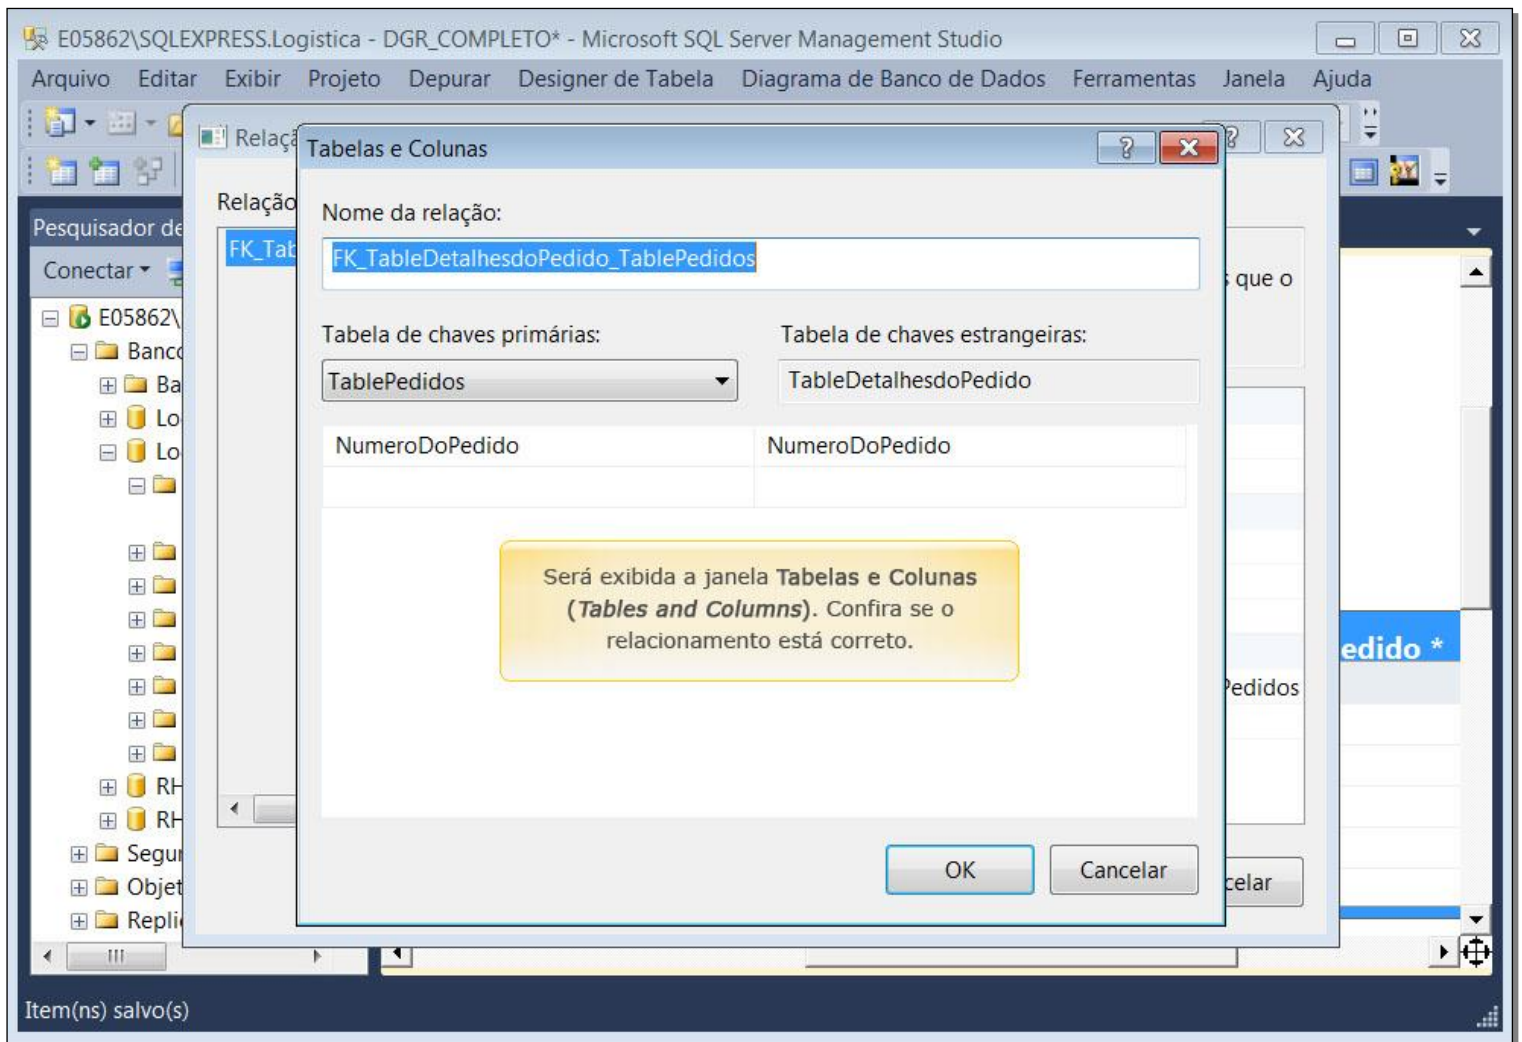 E05862\SQLEXPRESS.Logistica - DGR_COMPLETO* - Microsoft SQL Server Management Studio
Arquivo Editar Exibir Projeto Depurar Designer de Tabela Diagrama de Banco de Dados Ferramentas Janela Ajuda
Tabelas e Colunas
Relação
Nome da relação:
Pesquisador de
FK_TableDetalhesdoPedido_TablePedidos
FK_Tab
Conectar
que o
E05862\
Tabela de chaves primárias:
Tabela de chaves estrangeiras:
Banco
TablePedidos
TableDetalhesdoPedido
Ba
Lo
NumeroDoPedido
NumeroDoPedido
Lo
Será exibida a janela Tabelas e Colunas
(Tables and Columns). Confira se o
relacionamento está correto.
edido *
Pedidos
RH
RH
Segur
OK
Cancelar
celar
Objet
Replic
Item(ns) salvo(s)